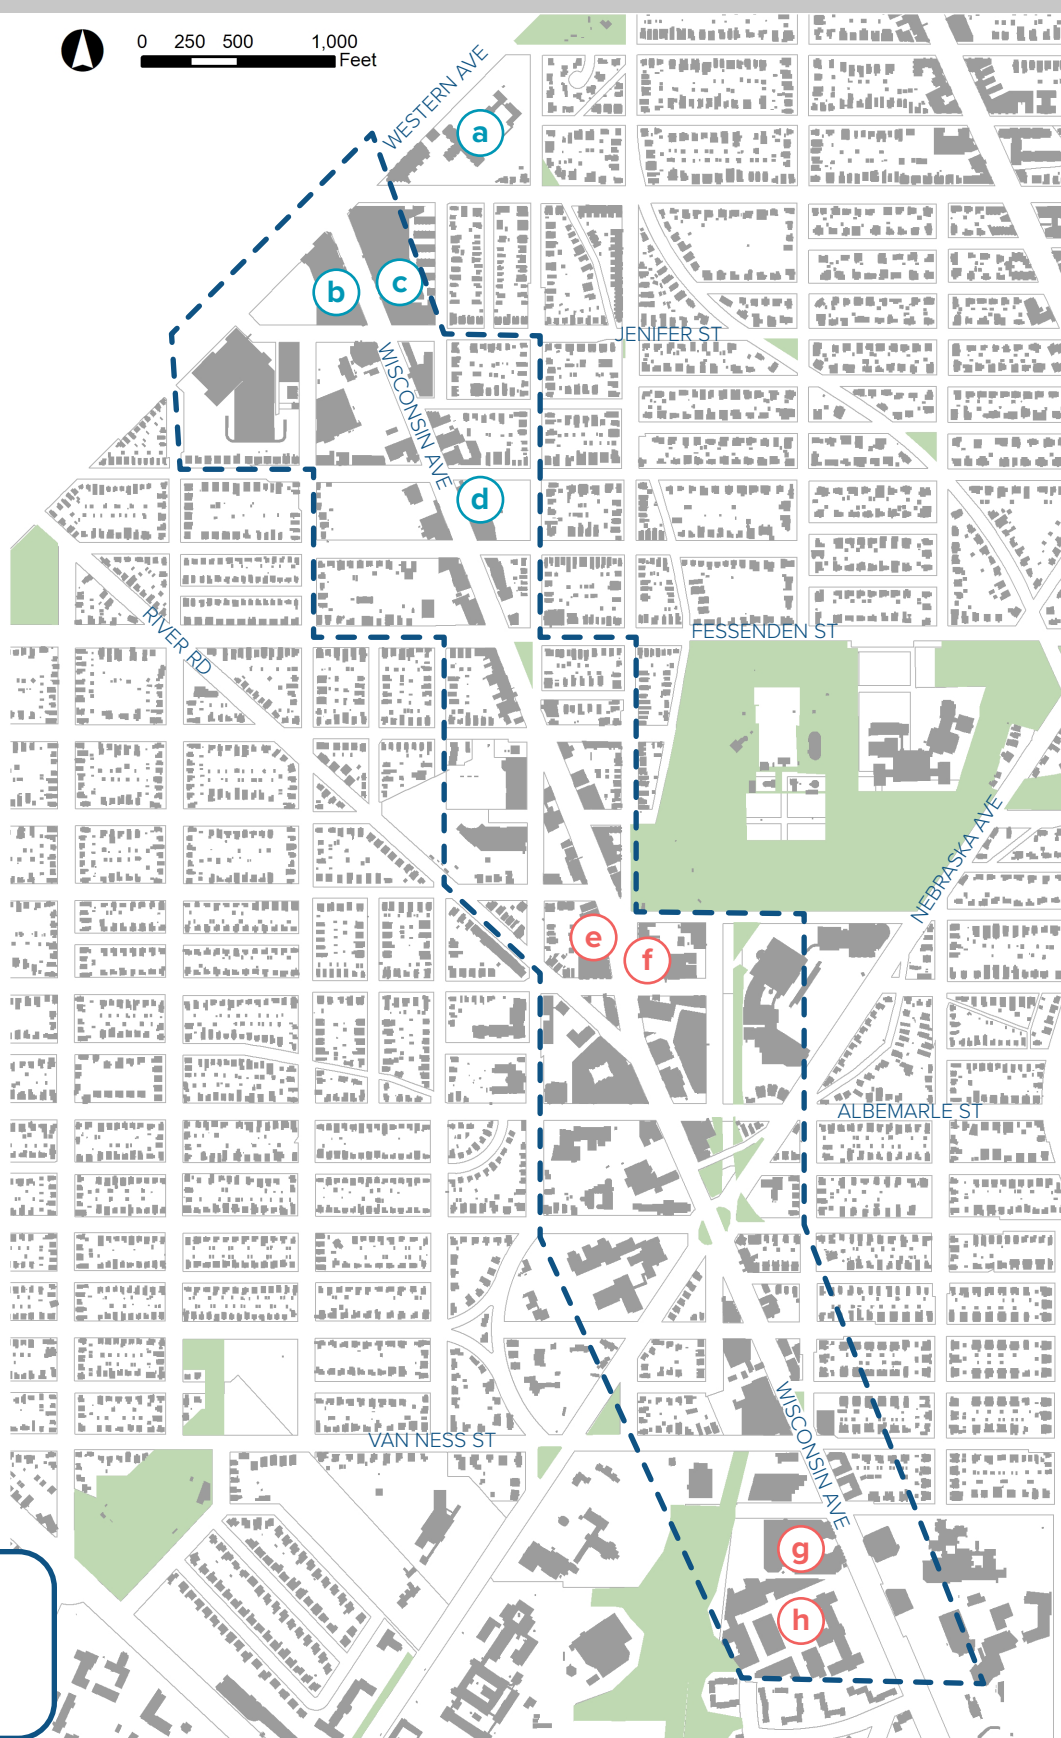 0 250 500 1,000
Feet
WESTERN AVE
a
b
c
JENIFER ST
WISCONSIN AVE
d
RIVER RD
FESSENDEN ST
NEBRASKA AVE
e
f
ALBEMARLE ST
VAN NESS ST
WISCONSIN AVE
g
h